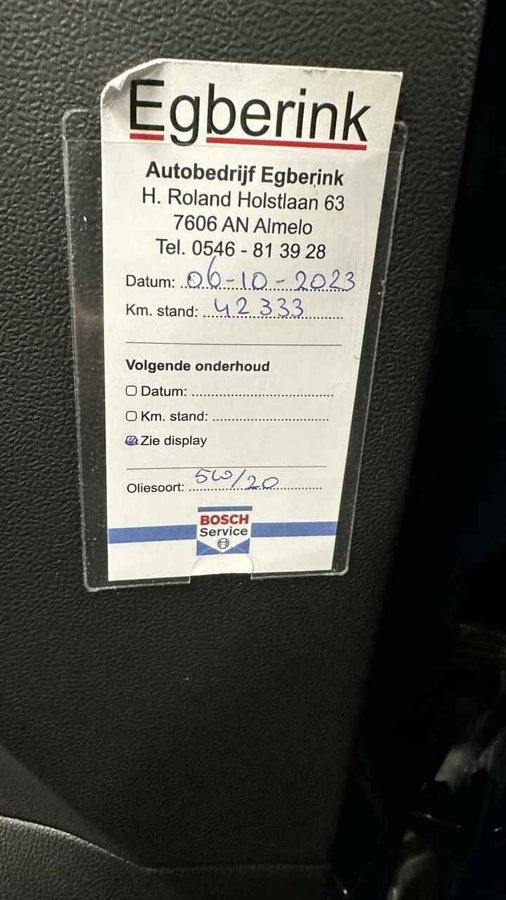 Egberink
Autobedrijf Egberink
H. Roland Holstlaan 63
7606 AN Almelo
Tel. 0546 - 81 39 28
Datum: 06-10-2023
Km. stand: 42333
Volgende onderhoud
Datum:
Km. stand:
Zie display
Oliesoort: 5W/20
BOSCH
Service